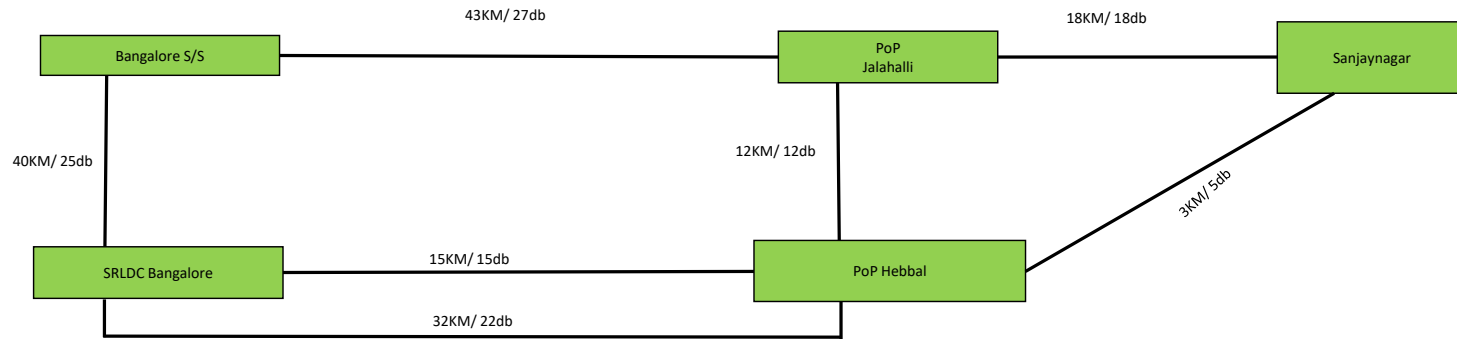 43KM/ 27db
18KM/ 18db
Bangalore S/S
PoP
Jalahalli
Sanjaynagar
40KM/ 25db
12KM/ 12db
3KM/ 5db
SRLDC Bangalore
15KM/ 15db
PoP Hebbal
32KM/ 22db